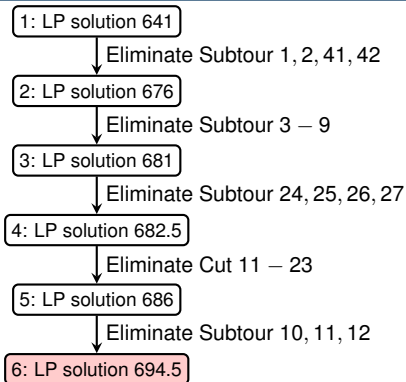 1: LP solution 641
Eliminate Subtour 1, 2, 41, 42
2: LP solution 676
Eliminate Subtour 3 − 9
3: LP solution 681
Eliminate Subtour 24, 25, 26, 27
4: LP solution 682.5
Eliminate Cut 11 − 23
5: LP solution 686
Eliminate Subtour 10, 11, 12
6: LP solution 694.5